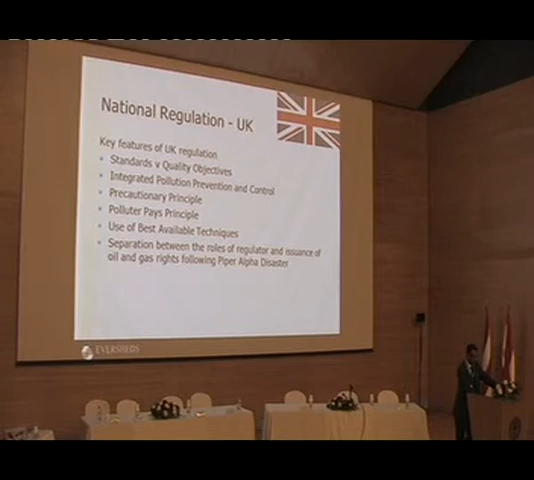 National Regulation - UK
Key features of UK regulation
Standards v Quality Objectives
Integrated Pollution Prevention and Control
Precautionary Principle
Polluter Pays Principle
Use of Best Available Techniques
Separation between the roles of regulator and issuance of
oil and gas rights following Piper Alpha Disaster
EVERSHEDS